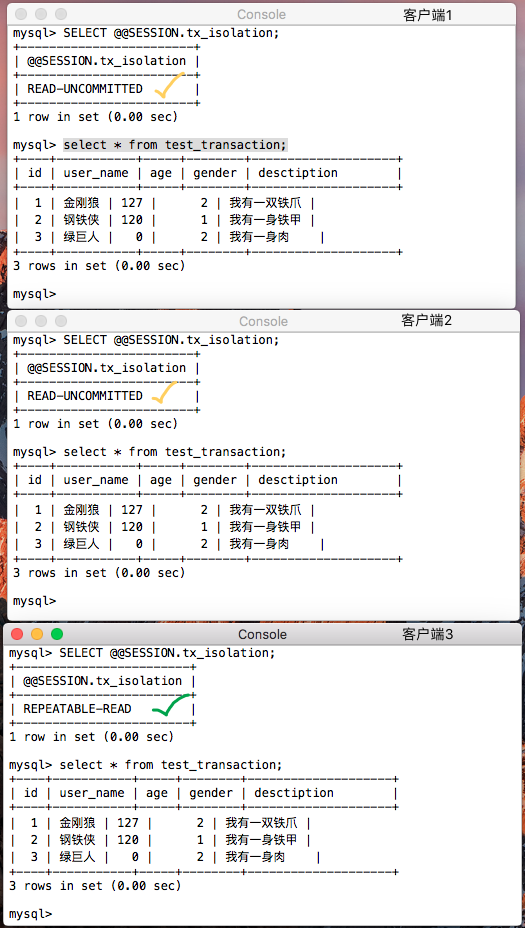 Console 客户端1
mysql> SELECT @@SESSION.tx_isolation;
+------------------------+
| @@SESSION.tx_isolation |
+------------------------+
| READ-UNCOMMITTED       |
+------------------------+
1 row in set (0.00 sec)
mysql> select * from test_transaction;
+----+-----------+-----+--------+--------------------+
| id | user_name | age | gender | desctiption        |
+----+-----------+-----+--------+--------------------+
|  1 | 金刚狼 | 127 |      2 | 我有一双铁爪 |
|  2 | 钢铁侠 | 120 |      1 | 我有一身铁甲 |
|  3 | 绿巨人 |   0 |      2 | 我有一身肉    |
+----+-----------+-----+--------+--------------------+
3 rows in set (0.00 sec)
mysql>
Console 客户端2
mysql> SELECT @@SESSION.tx_isolation;
+------------------------+
| @@SESSION.tx_isolation |
+------------------------+
| READ-UNCOMMITTED       |
+------------------------+
1 row in set (0.00 sec)
mysql> select * from test_transaction;
+----+-----------+-----+--------+--------------------+
| id | user_name | age | gender | desctiption        |
+----+-----------+-----+--------+--------------------+
|  1 | 金刚狼 | 127 |      2 | 我有一双铁爪 |
|  2 | 钢铁侠 | 120 |      1 | 我有一身铁甲 |
|  3 | 绿巨人 |   0 |      2 | 我有一身肉    |
+----+-----------+-----+--------+--------------------+
3 rows in set (0.00 sec)
mysql>
Console 客户端3
mysql> SELECT @@SESSION.tx_isolation;
+------------------------+
| @@SESSION.tx_isolation |
+------------------------+
| REPEATABLE-READ        |
+------------------------+
1 row in set (0.00 sec)
mysql> select * from test_transaction;
+----+-----------+-----+--------+--------------------+
| id | user_name | age | gender | desctiption        |
+----+-----------+-----+--------+--------------------+
|  1 | 金刚狼 | 127 |      2 | 我有一双铁爪 |
|  2 | 钢铁侠 | 120 |      1 | 我有一身铁甲 |
|  3 | 绿巨人 |   0 |      2 | 我有一身肉    |
+----+-----------+-----+--------+--------------------+
3 rows in set (0.00 sec)
mysql>